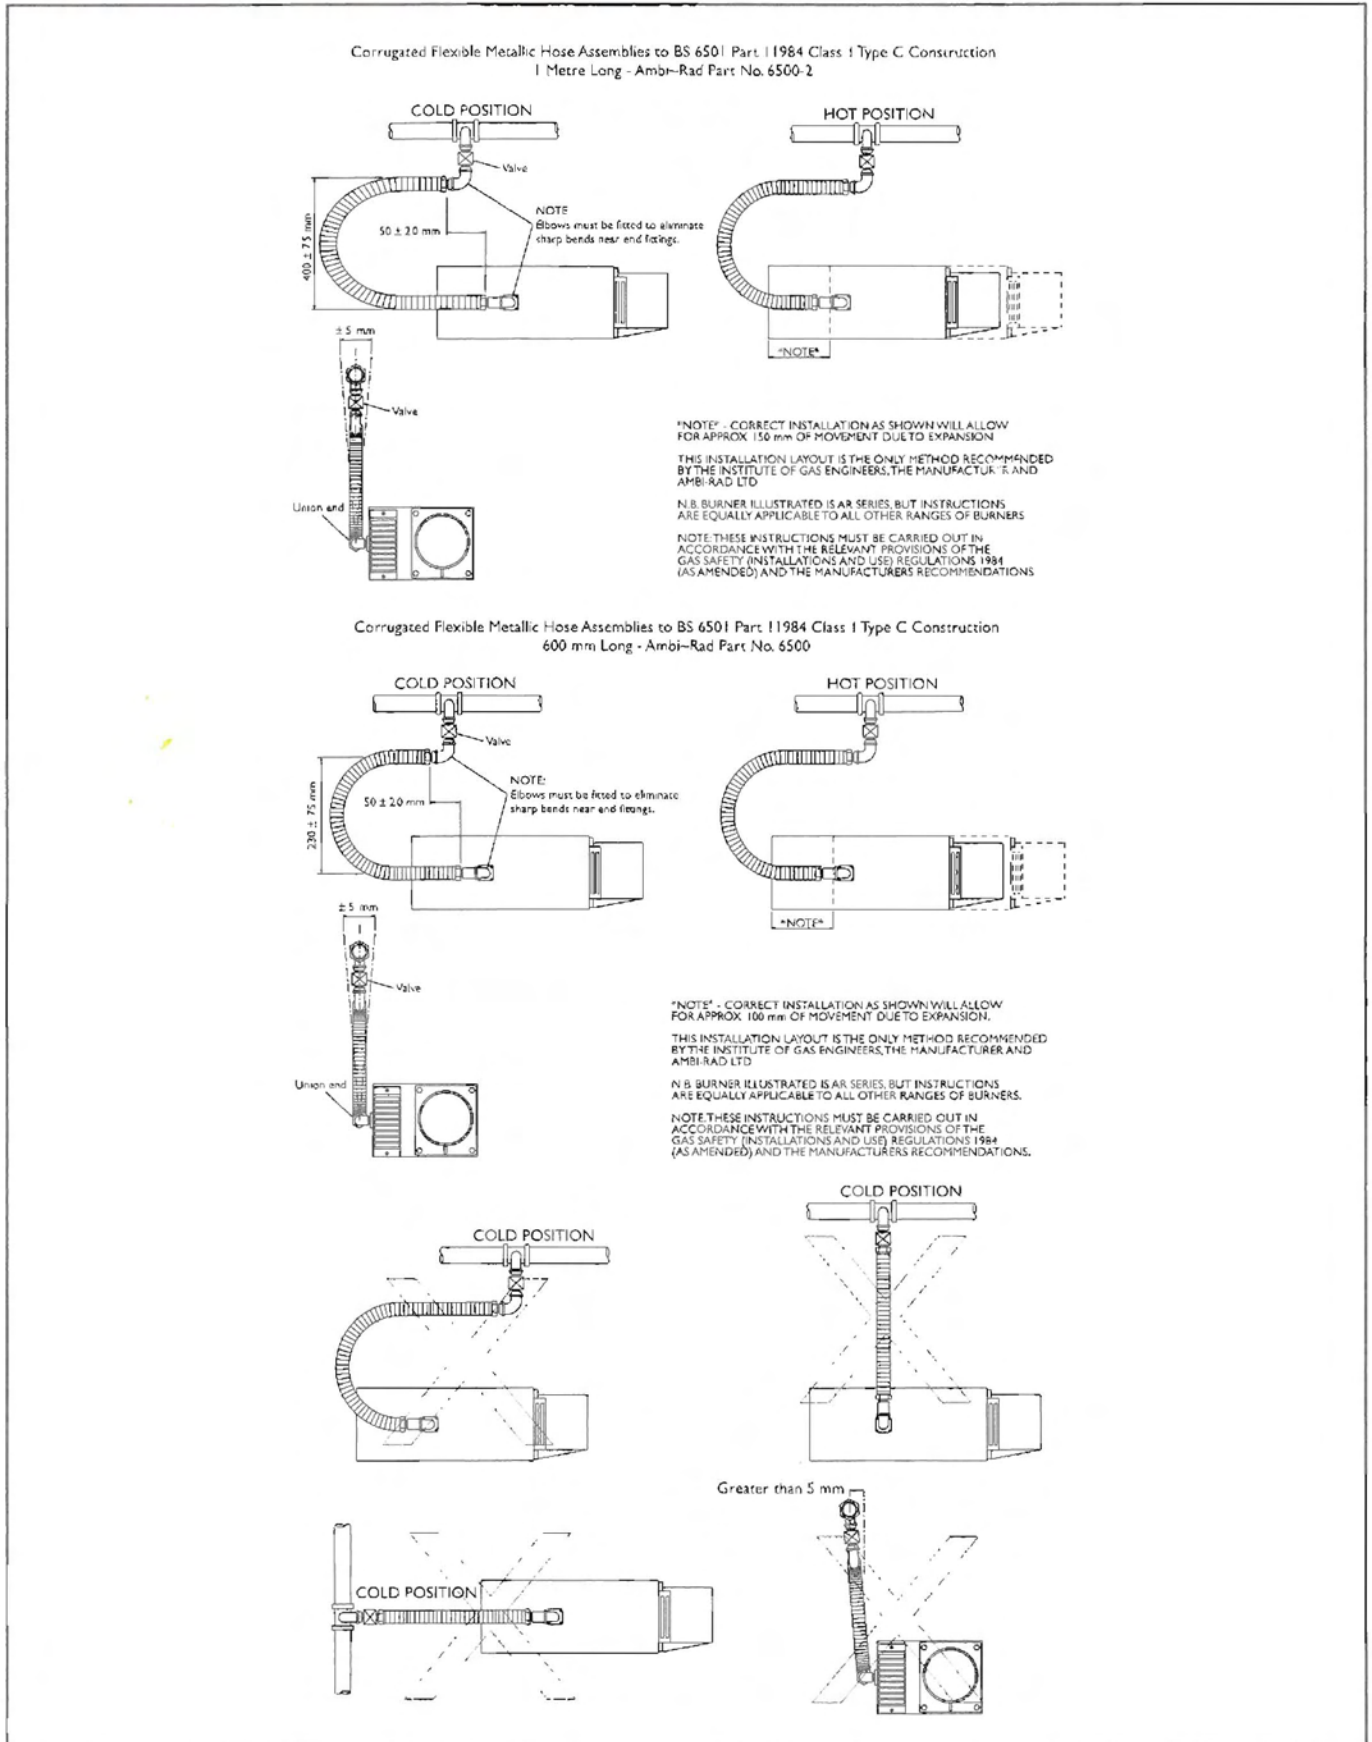 Corrugated Flexible Metallic Hose Assemblies to BS 6501 Part 1 1984 Class 1 Type C Construction
1 Metre Long - Ambi-Rad Part No. 6500-2
COLD POSITION
Valve
NOTE
Elbows must be fitted to eliminate
sharp bends near end fittings.
50 ± 20 mm
400 ± 75 mm
HOT POSITION
*NOTE*
± 5 mm
Valve
Union end
*NOTE* - CORRECT INSTALLATION AS SHOWN WILL ALLOW
FOR APPROX 150 mm OF MOVEMENT DUE TO EXPANSION
THIS INSTALLATION LAYOUT IS THE ONLY METHOD RECOMMENDED
BY THE INSTITUTE OF GAS ENGINEERS, THE MANUFACTURER AND
AMBI-RAD LTD
N.B. BURNER ILLUSTRATED IS AR SERIES, BUT INSTRUCTIONS
ARE EQUALLY APPLICABLE TO ALL OTHER RANGES OF BURNERS
NOTE: THESE INSTRUCTIONS MUST BE CARRIED OUT IN
ACCORDANCE WITH THE RELEVANT PROVISIONS OF THE
GAS SAFETY (INSTALLATIONS AND USE) REGULATIONS 1984
(AS AMENDED) AND THE MANUFACTURERS RECOMMENDATIONS
Corrugated Flexible Metallic Hose Assemblies to BS 6501 Part 1 1984 Class 1 Type C Construction
600 mm Long - Ambi-Rad Part No. 6500
COLD POSITION
Valve
NOTE:
Elbows must be fitted to eliminate
sharp bends near end fittings.
50 ± 20 mm
230 ± 75 mm
HOT POSITION
*NOTE*
± 5 mm
Valve
Union end
*NOTE* - CORRECT INSTALLATION AS SHOWN WILL ALLOW
FOR APPROX 100 mm OF MOVEMENT DUE TO EXPANSION.
THIS INSTALLATION LAYOUT IS THE ONLY METHOD RECOMMENDED
BY THE INSTITUTE OF GAS ENGINEERS, THE MANUFACTURER AND
AMBI-RAD LTD
N.B. BURNER ILLUSTRATED IS AR SERIES, BUT INSTRUCTIONS
ARE EQUALLY APPLICABLE TO ALL OTHER RANGES OF BURNERS.
NOTE. THESE INSTRUCTIONS MUST BE CARRIED OUT IN
ACCORDANCE WITH THE RELEVANT PROVISIONS OF THE
GAS SAFETY (INSTALLATIONS AND USE) REGULATIONS 1984
(AS AMENDED) AND THE MANUFACTURERS RECOMMENDATIONS.
COLD POSITION
COLD POSITION
COLD POSITION
Greater than 5 mm